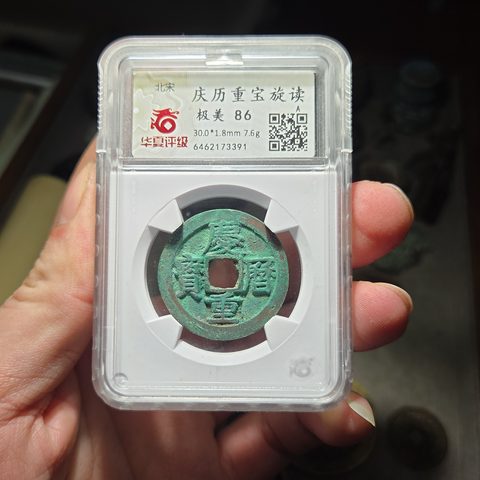 北宋
华夏评级
庆历重宝旋读
极美 86
A
30.0*1.8mm 7.6g
6462173391
慶
寶 曆
重